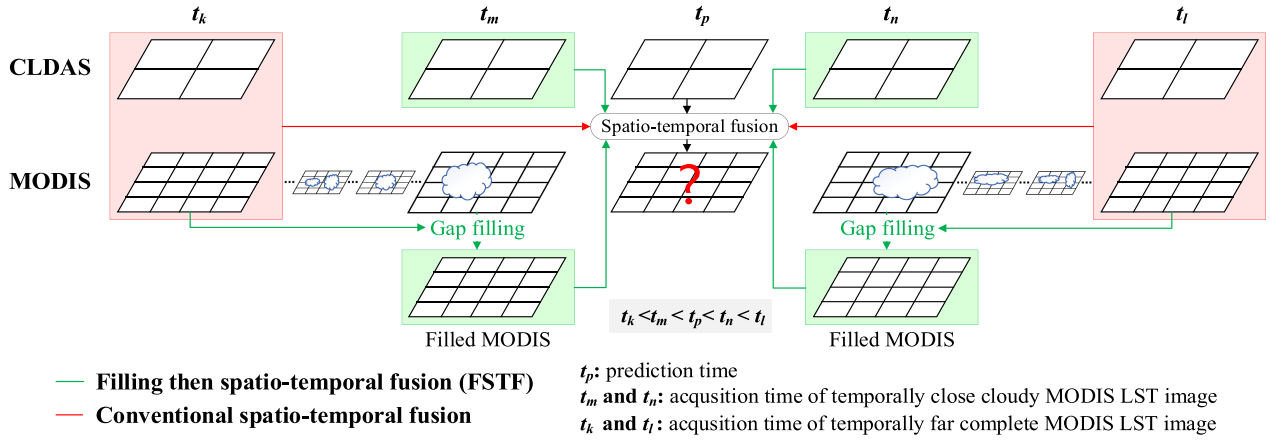 t_k t_m t_p t_n t_l
CLDAS
Spatio-temporal fusion
MODIS
?
Gap filling Gap filling
t_k <t_m < t_p< t_n < t_l
Filled MODIS Filled MODIS
Filling then spatio-temporal fusion (FSTF)
Conventional spatio-temporal fusion
t_p: prediction time
t_m and t_n: acqusition time of temporally close cloudy MODIS LST image
t_k and t_l: acqusition time of temporally far complete MODIS LST image